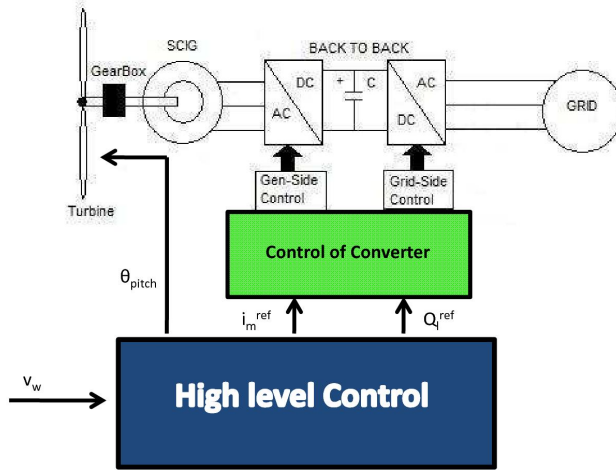 SCIG
BACK TO BACK
GearBox
DC
AC
+
C
AC
DC
GRID
Gen-Side
Control
Grid-Side
Control
Turbine
Control of Converter
θpitch
im ref
Ql ref
vw
High level Control